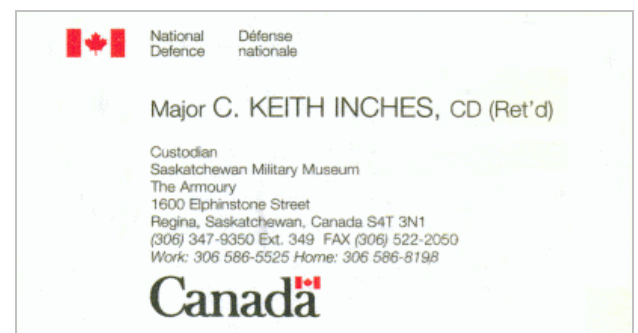 National Défense
Defence nationale
Major C. KEITH INCHES, CD (Ret'd)
Custodian
Saskatchewan Military Museum
The Armoury
1600 Elphinstone Street
Regina, Saskatchewan, Canada S4T 3N1
(306) 347-9350 Ext. 349 FAX (306) 522-2050
Work: 306 586-5525 Home: 306 586-8198
Canada